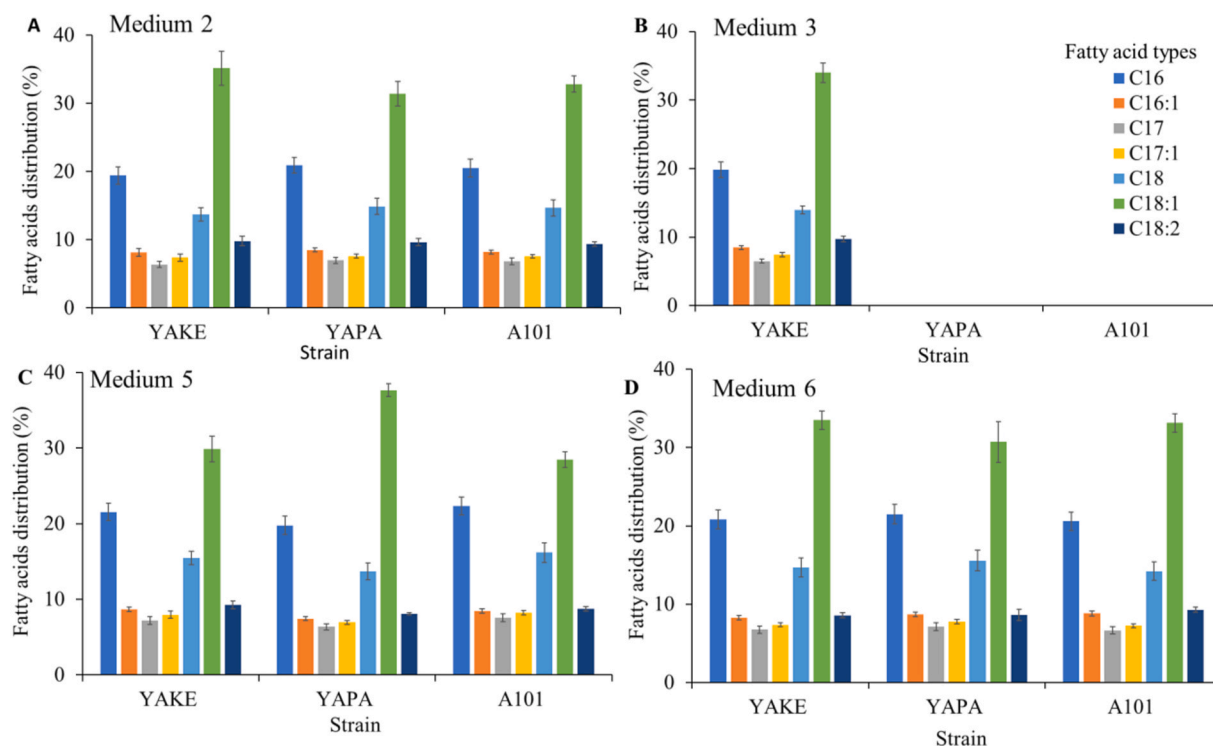 A Medium 2
Fatty acids distribution (%)
40
30
20
10
0
YAKE YAPA A101
Strain
B Medium 3
Fatty acids distribution (%)
40
30
20
10
0
YAKE YAPA A101
Strain
Fatty acid types
C16
C16:1
C17
C17:1
C18
C18:1
C18:2
C Medium 5
Fatty acids distribution (%)
40
30
20
10
0
YAKE YAPA A101
Strain
D Medium 6
Fatty acids distribution (%)
40
30
20
10
0
YAKE YAPA A101
Strain